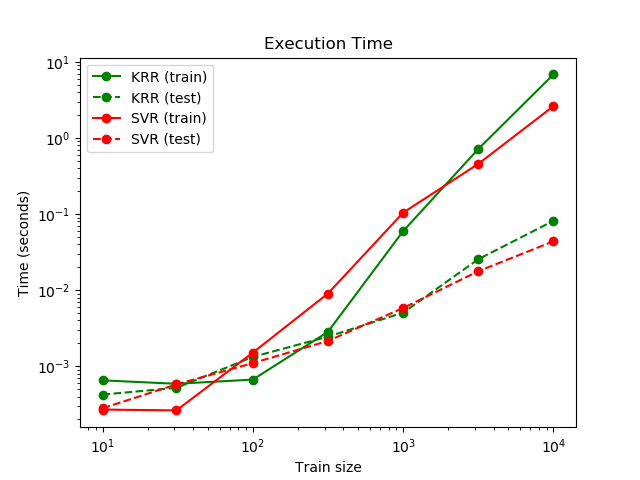 Execution Time
KRR (train)
KRR (test)
SVR (train)
SVR (test)
10¹
10⁰
10⁻¹
10⁻²
10⁻³
Time (seconds)
10¹ 10² 10³ 10⁴
Train size